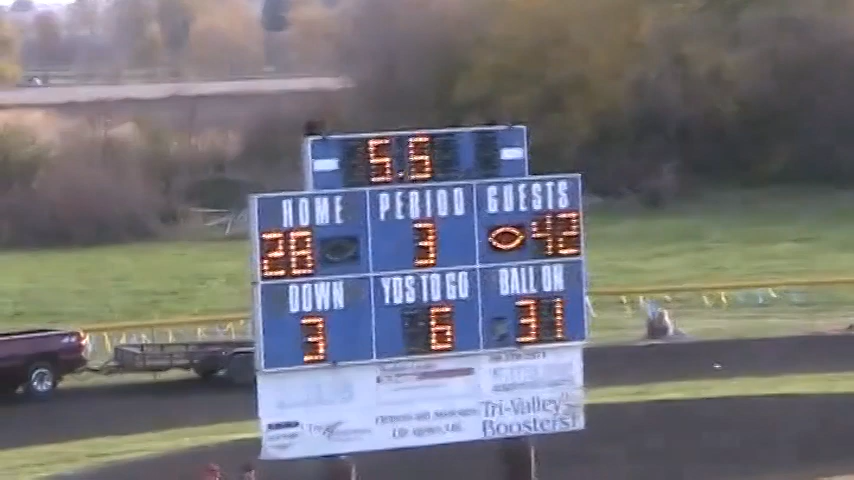 5.5
HOME PERIOD GUESTS
28 3 42
DOWN YDS TO GO BALL ON
3 6 31
Tri-Valley
Boosters